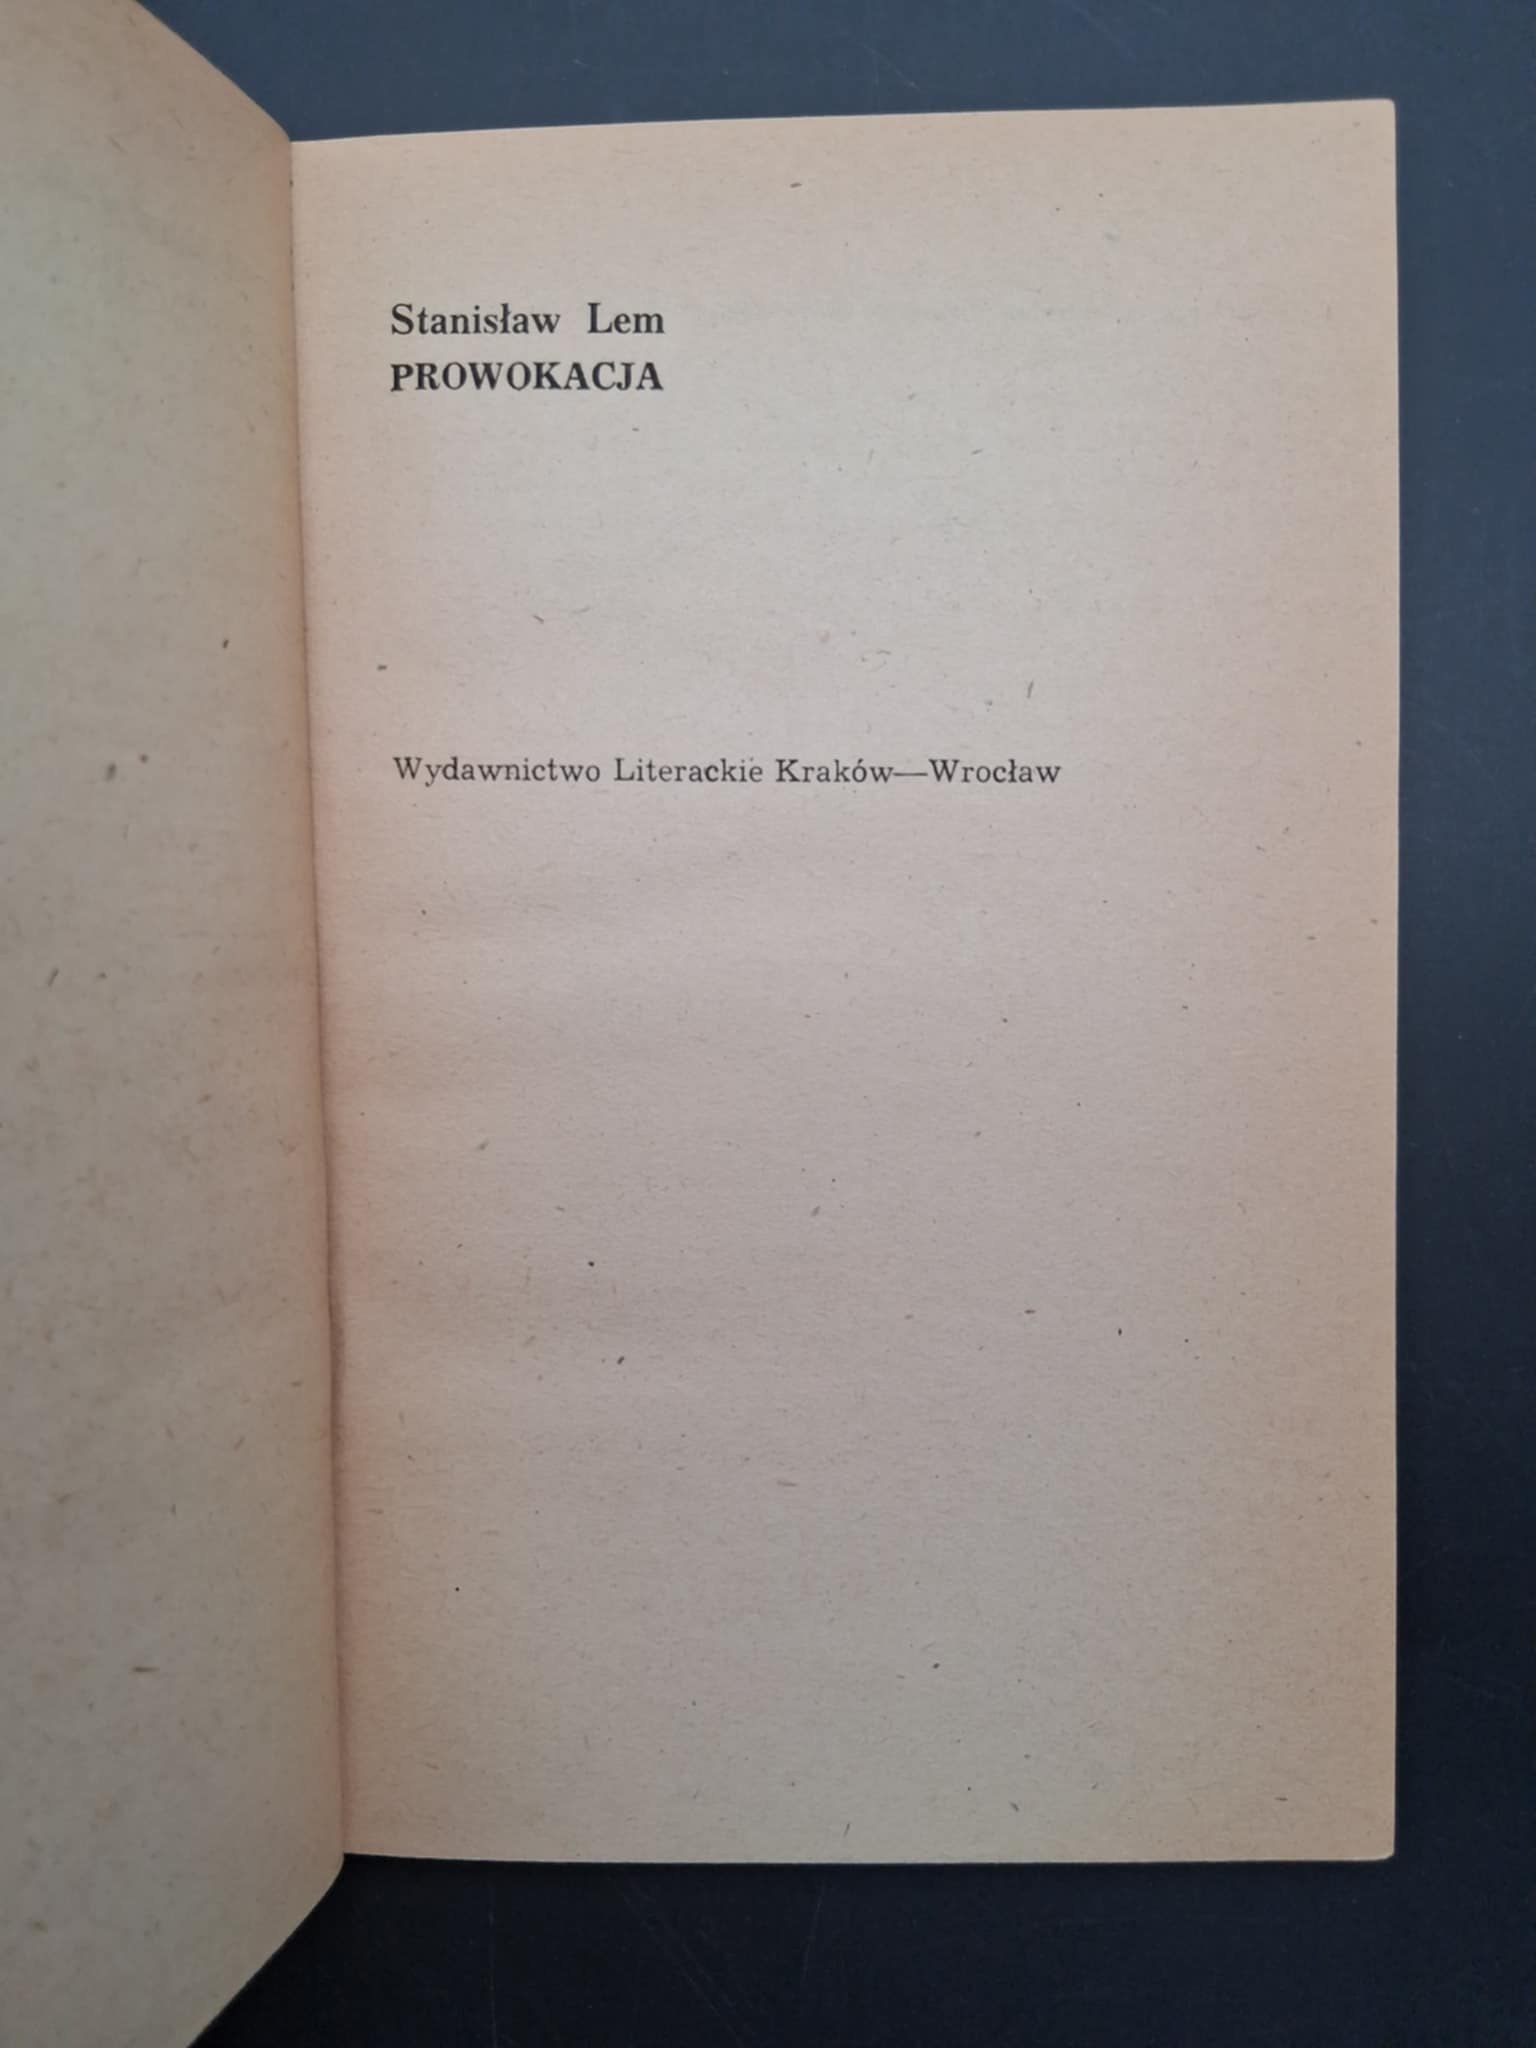 Stanisław Lem
PROWOKACJA
Wydawnictwo Literackie Kraków—Wrocław